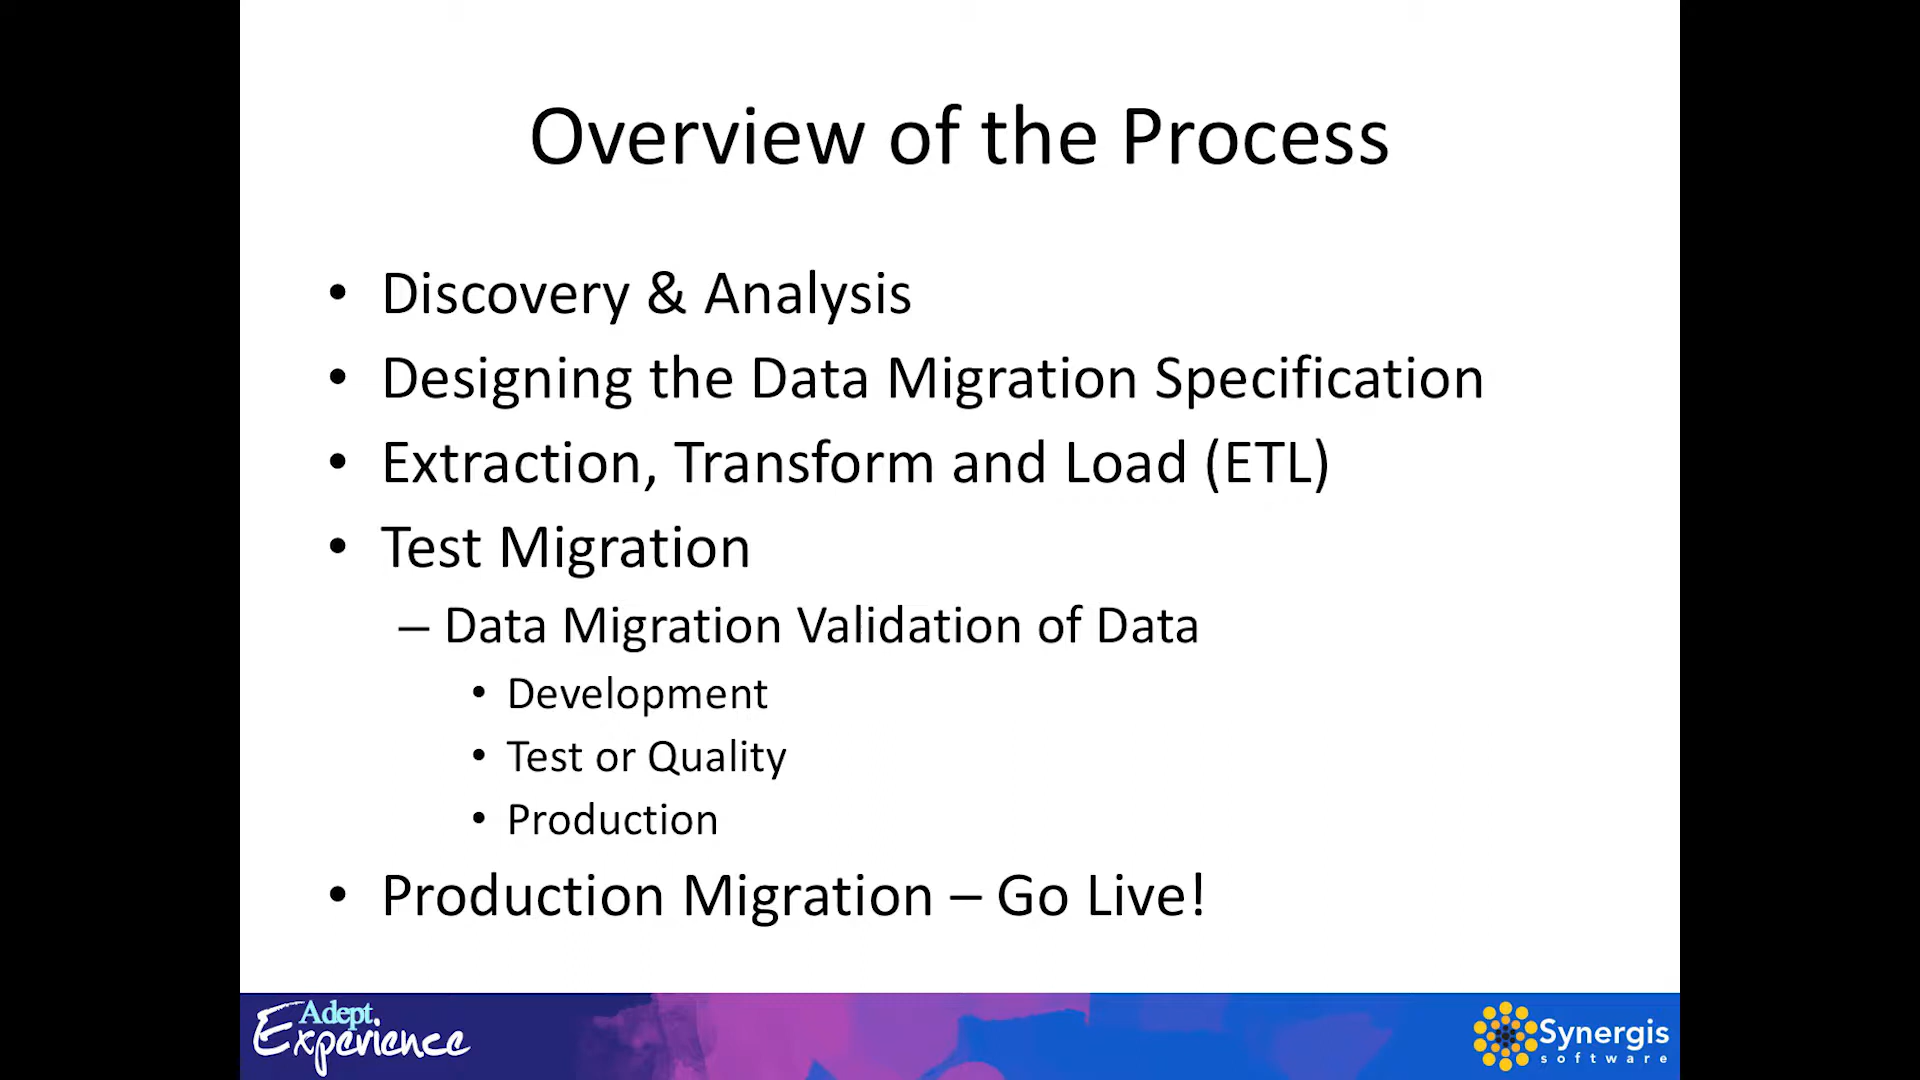 Overview of the Process
• Discovery & Analysis
• Designing the Data Migration Specification
• Extraction, Transform and Load (ETL)
• Test Migration
– Data Migration Validation of Data
• Development
• Test or Quality
• Production
• Production Migration – Go Live!
Adept
Experience
Synergis
software